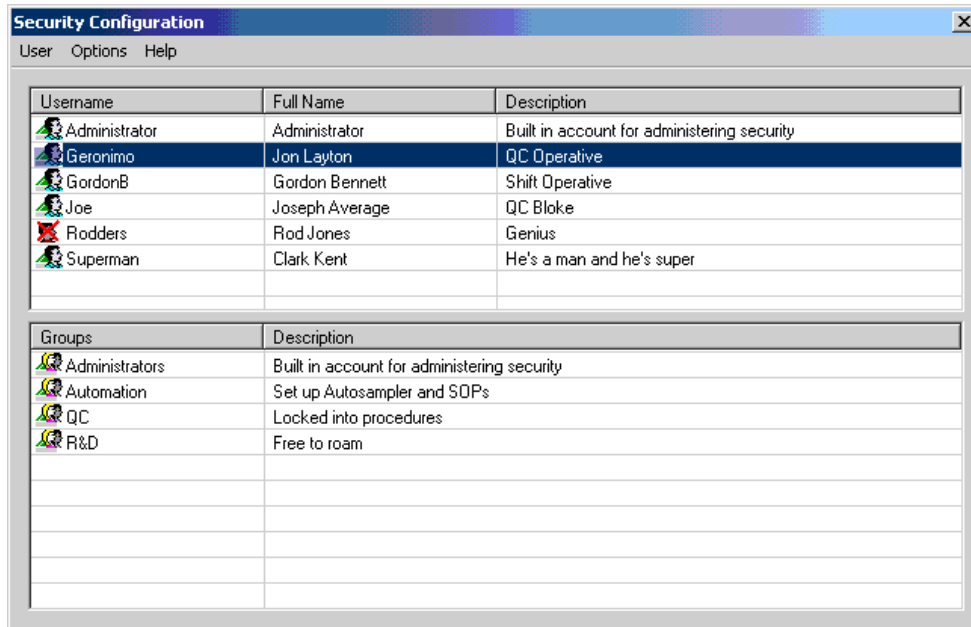 Security Configuration
User Options Help
Username Full Name Description
Administrator Administrator Built in account for administering security
Geronimo Jon Layton QC Operative
GordonB Gordon Bennett Shift Operative
Joe Joseph Average QC Bloke
Rodders Rod Jones Genius
Superman Clark Kent He's a man and he's super
Groups Description
Administrators Built in account for administering security
Automation Set up Autosampler and SOPs
QC Locked into procedures
R&D Free to roam